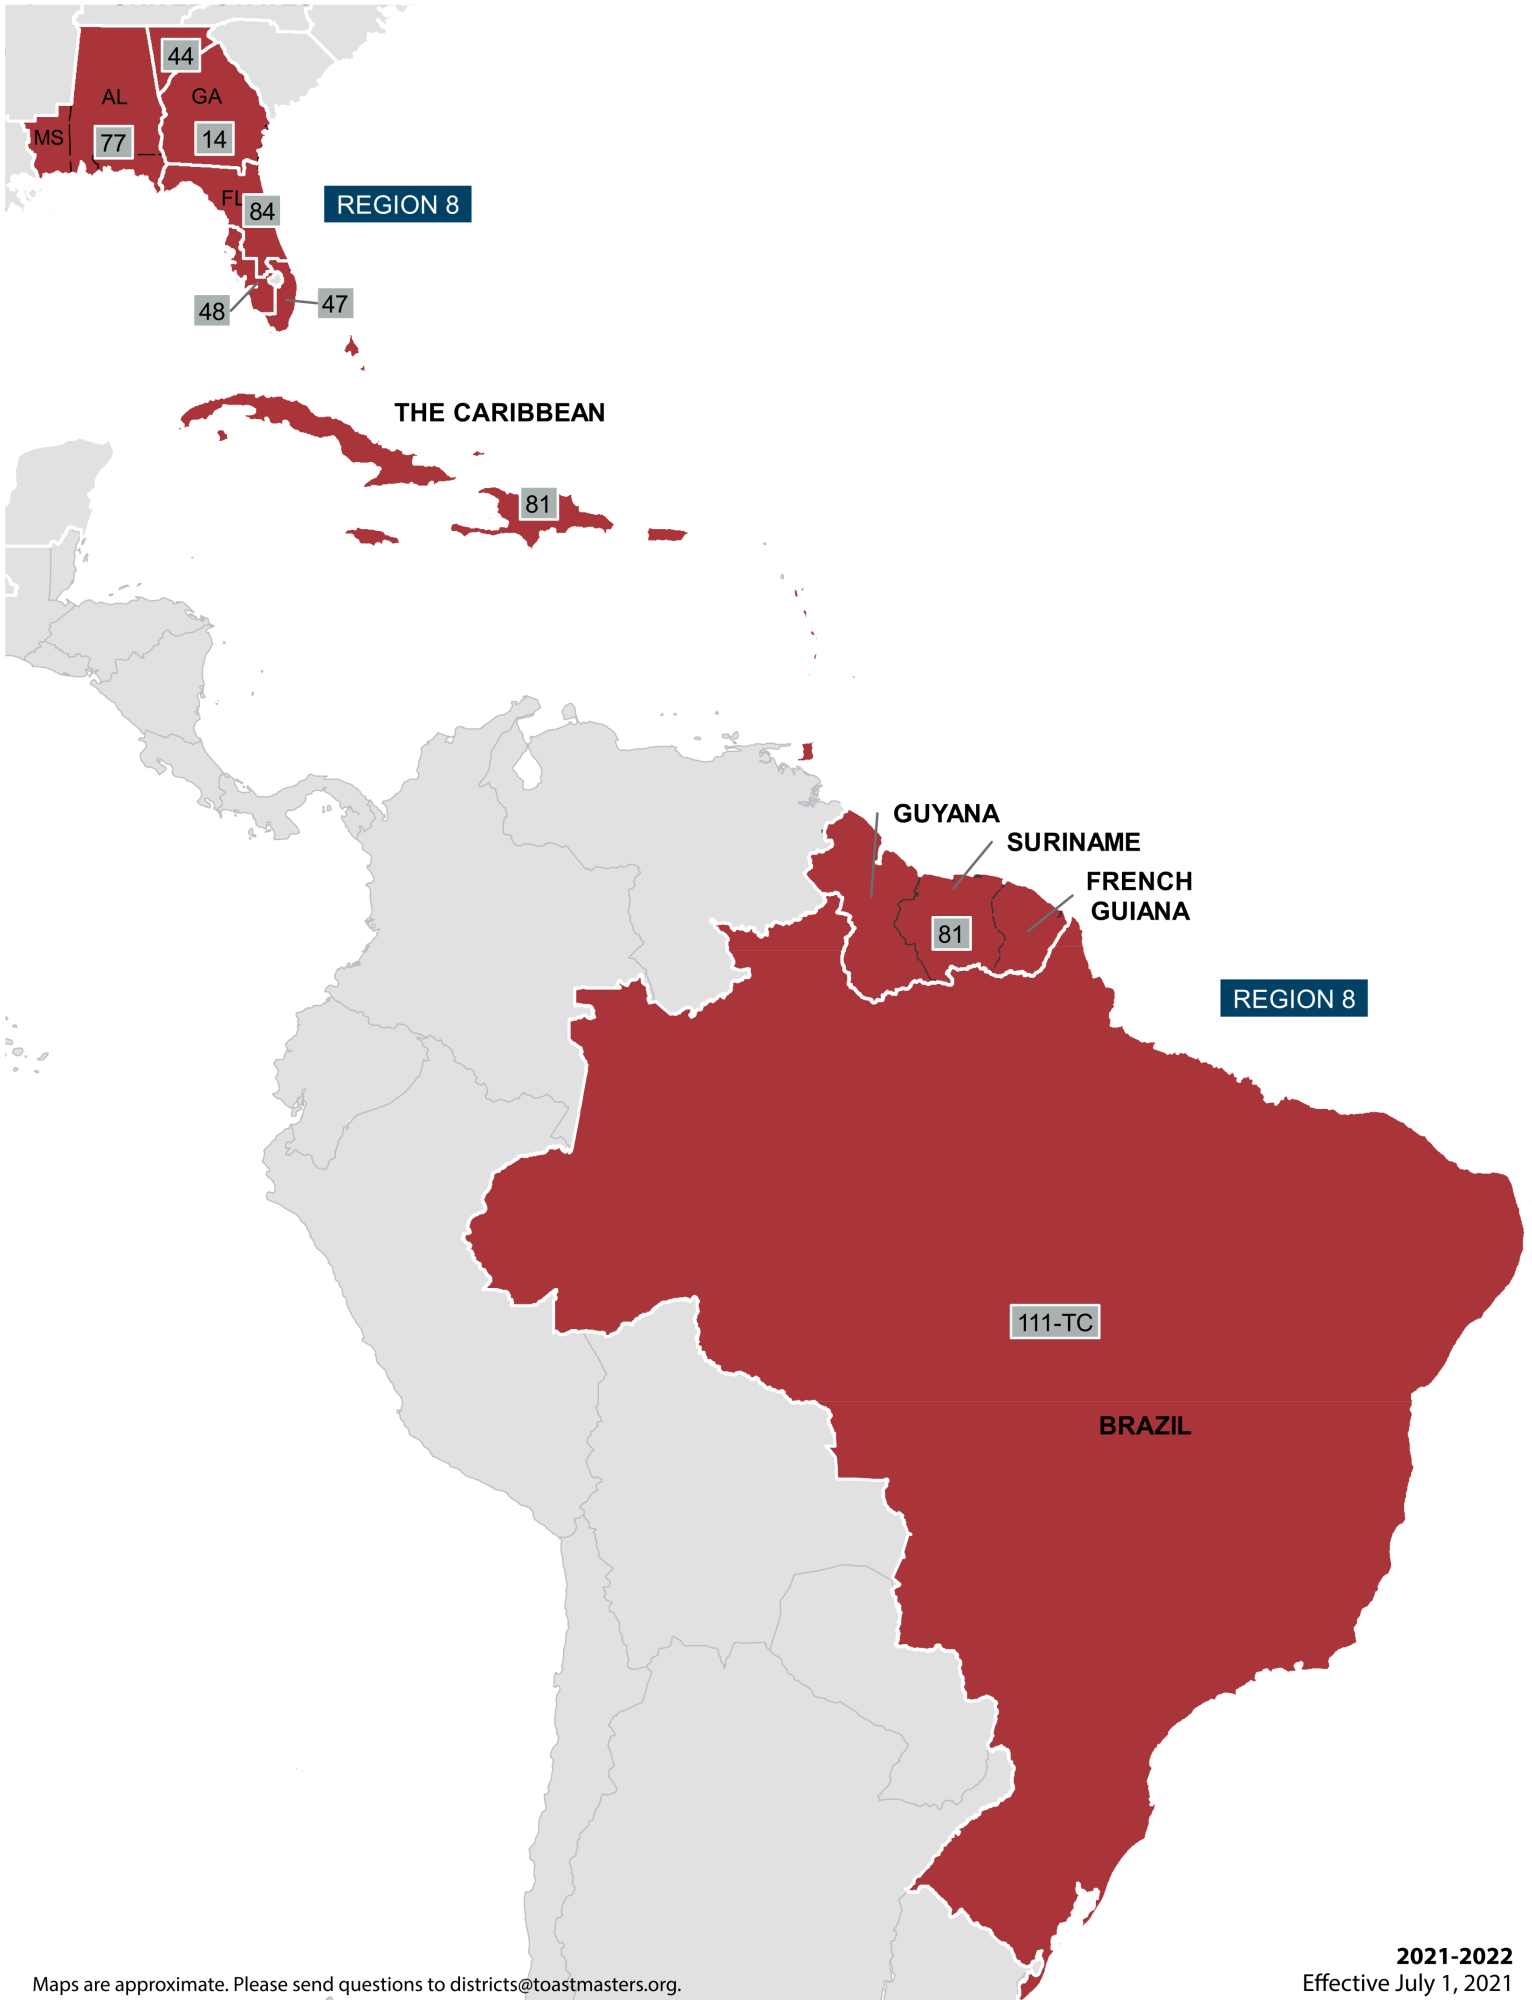 44
AL
GA
MS
77
14
FL
84
REGION 8
48
47
THE CARIBBEAN
81
GUYANA
SURINAME
FRENCH
GUIANA
81
REGION 8
111-TC
BRAZIL
2021-2022
Maps are approximate. Please send questions to districts@toastmasters.org.
Effective July 1, 2021